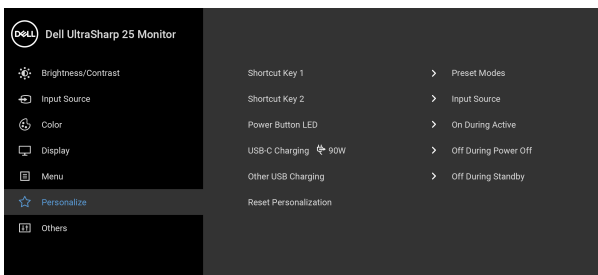 DELL Dell UltraSharp 25 Monitor
Brightness/Contrast Shortcut Key 1 Preset Modes
Input Source Shortcut Key 2 Input Source
Color Power Button LED On During Active
Display USB-C Charging 90W Off During Power Off
Menu Other USB Charging Off During Standby
Personalize Reset Personalization
Others